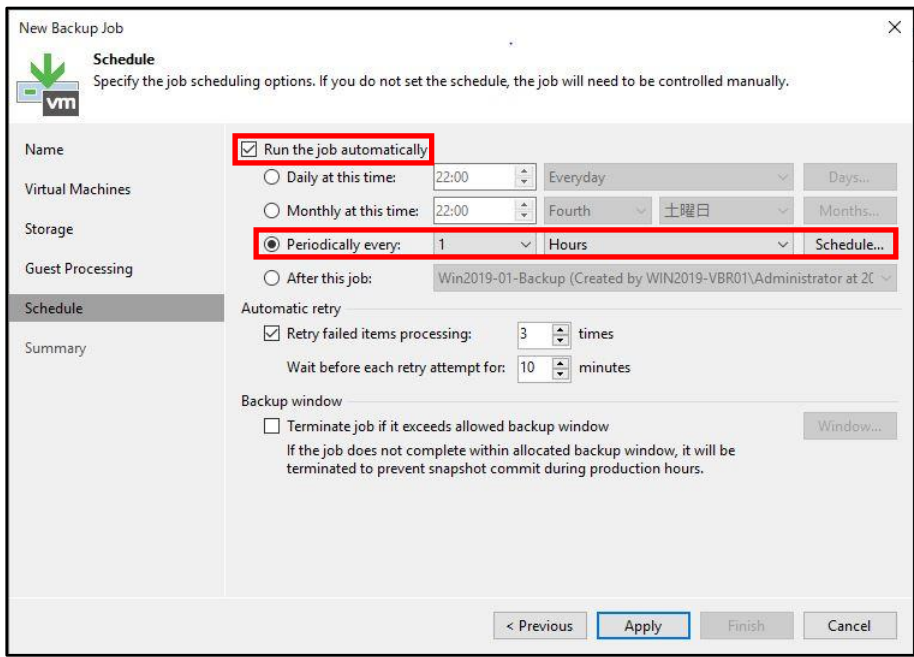 New Backup Job
Schedule
Specify the job scheduling options. If you do not set the schedule, the job will need to be controlled manually.
vm
Name
Virtual Machines
Storage
Guest Processing
Schedule
Summary
Run the job automatically
Daily at this time: 22:00 Everyday Days...
Monthly at this time: 22:00 Fourth 土曜日 Months...
Periodically every: 1 Hours Schedule...
After this job: Win2019-01-Backup (Created by WIN2019-VBR01\Administrator at 20
Automatic retry
Retry failed items processing: 3 times
Wait before each retry attempt for: 10 minutes
Backup window
Terminate job if it exceeds allowed backup window Window...
If the job does not complete within allocated backup window, it will be
terminated to prevent snapshot commit during production hours.
< Previous Apply Finish Cancel